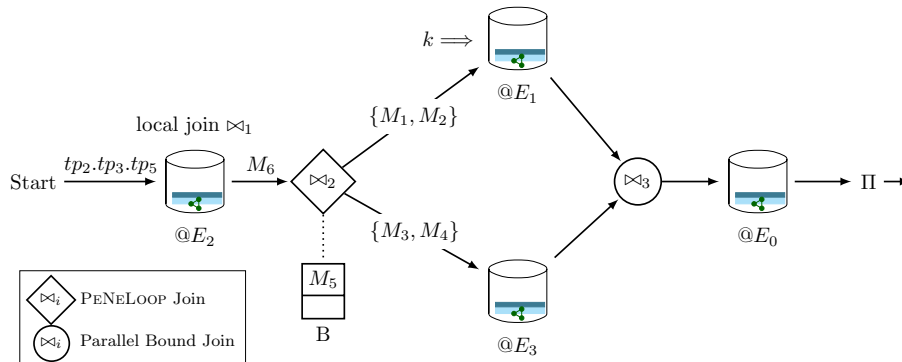 k ⟹
@E₁
{M₁, M₂}
local join ⋈₁
Start
tp₂.tp₃.tp₅
M₆
⋈₂
⋈₃
Π
@E₂
@E₀
{M₃, M₄}
M₅
B
@E₃
⋈ᵢ PeNeLoop Join
⋈ᵢ Parallel Bound Join